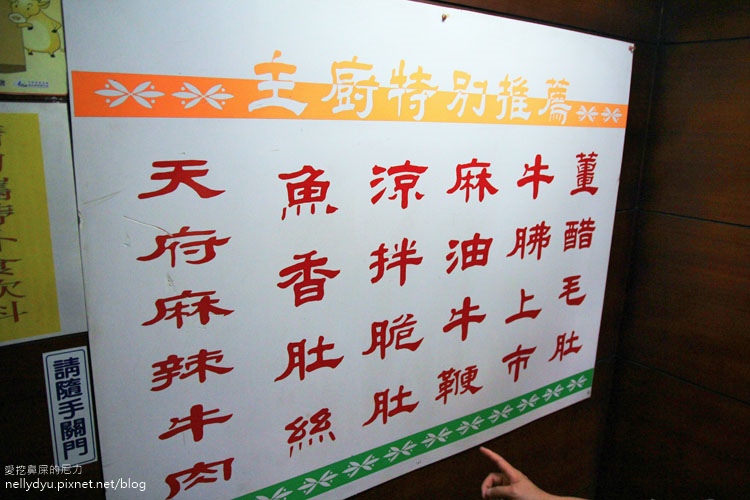 主廚特別推薦
薑醋毛肚
牛腩上市
麻油牛鞭
涼拌脆肚
魚香肚絲
天府麻辣牛肉
請隨手關門
愛挖鼻屎的尼力
nellydyu.pixnet.net/blog